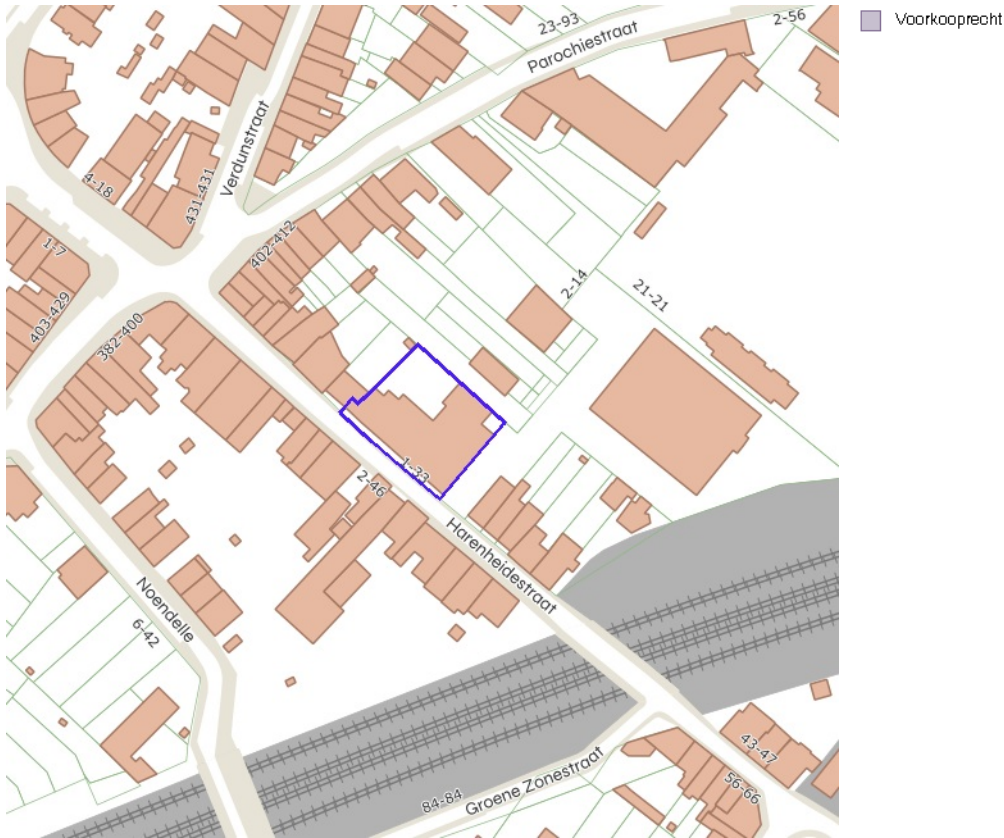 Voorkooprecht
2-56
23-93
Parochiestraat
Verdunstraat
4-18
431-431
402-412
1-7
403-429
382-400
2-14
21-21
1-33
2-46
Harenheidestraat
Noendelle
6-42
43-47
56-66
Groene Zonestraat
84-84